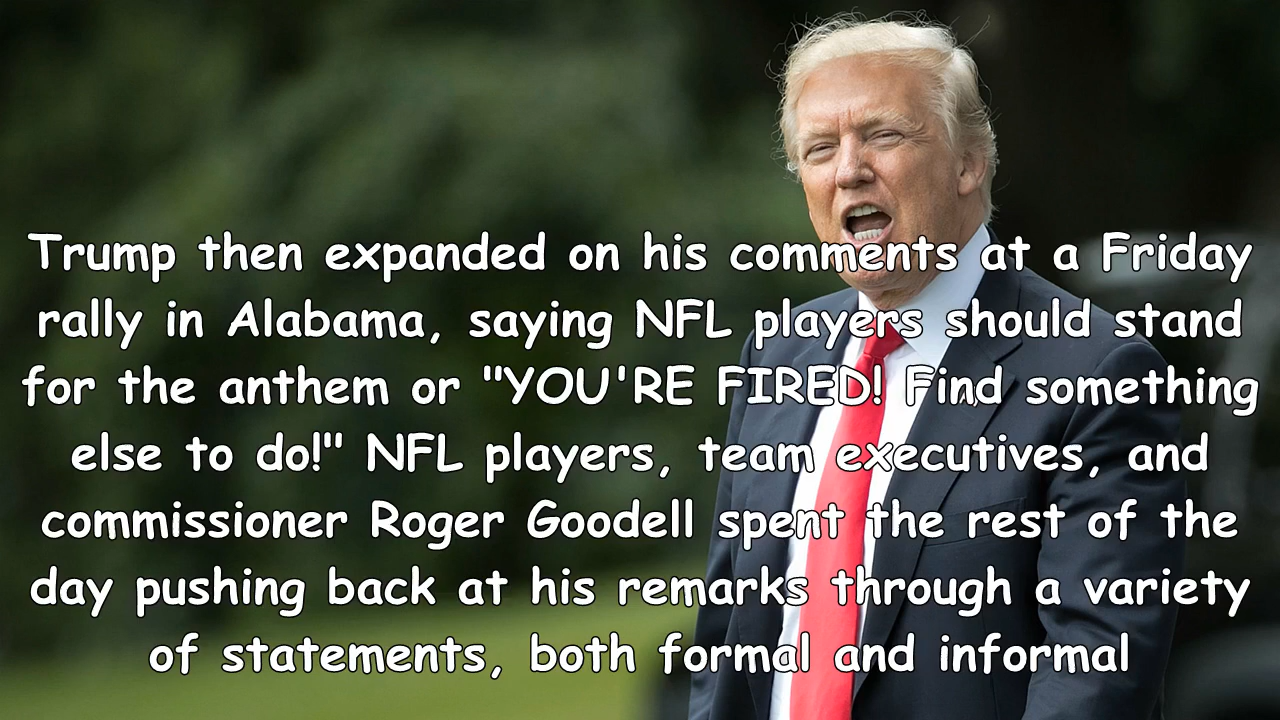 Trump then expanded on his comments at a Friday
rally in Alabama, saying NFL players should stand
for the anthem or "YOU'RE FIRED! Find something
else to do!" NFL players, team executives, and
commissioner Roger Goodell spent the rest of the
day pushing back at his remarks through a variety
of statements, both formal and informal